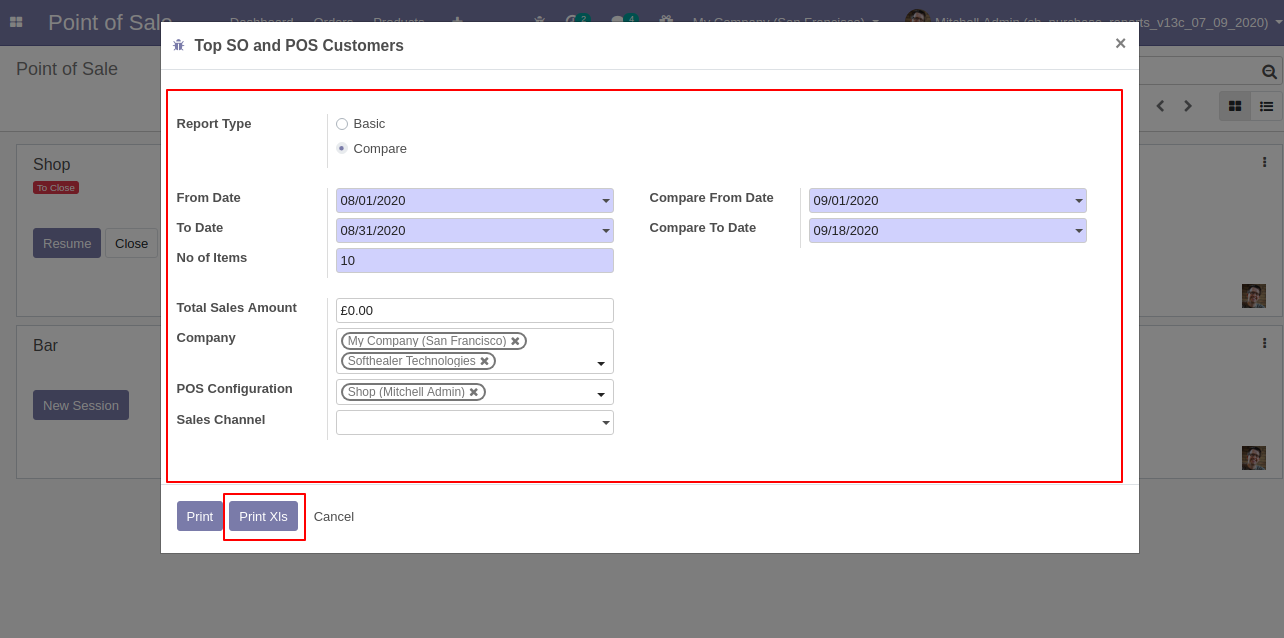 Point of Sale Dashboard Orders Products 2 4 My Company (San Francisco) Mitchell Admin (sh_purchase_reports_v13c_07_09_2020)
Top SO and POS Customers ×
Point of Sale
Report Type
Basic
Compare
Shop
To Close
From Date 08/01/2020 Compare From Date 09/01/2020
To Date 08/31/2020 Compare To Date 09/18/2020
Resume Close
No of Items 10
Total Sales Amount £0.00
Company My Company (San Francisco) ✖
Softhealer Technologies ✖
Bar
POS Configuration Shop (Mitchell Admin) ✖
New Session
Sales Channel
Print Print Xls Cancel